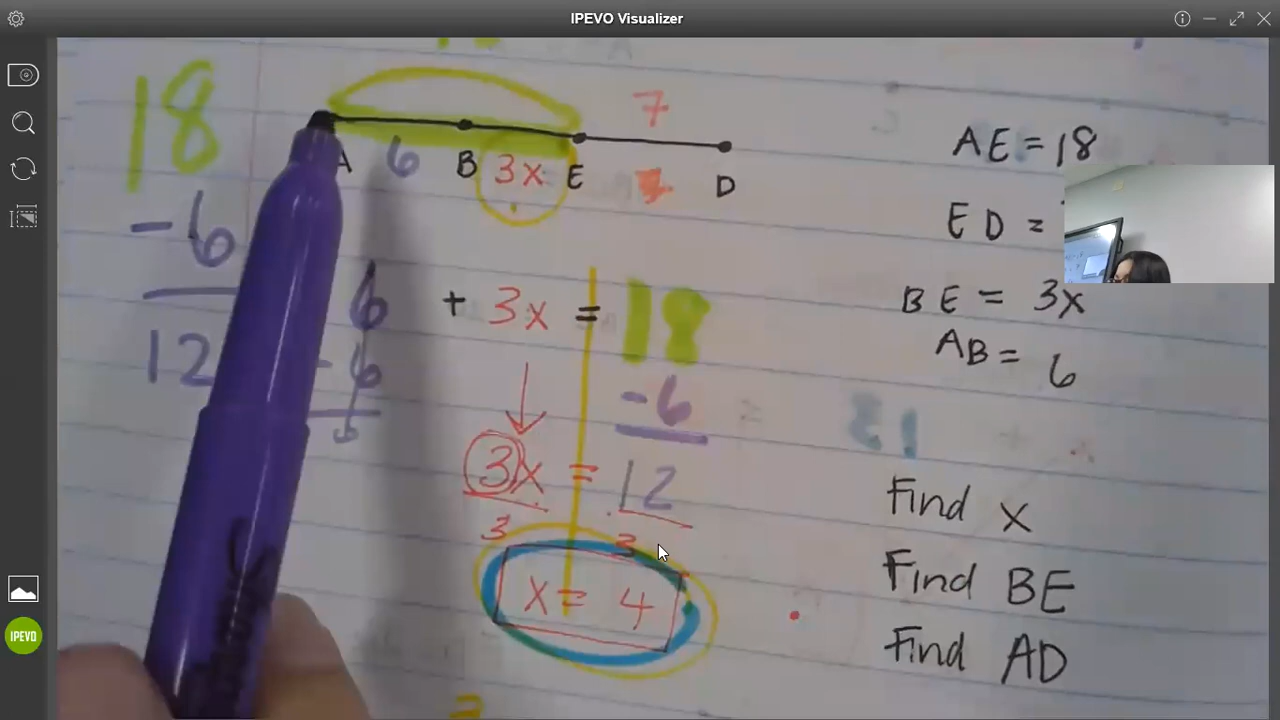 IPEVO Visualizer
18
7
A 6 B 3x E D
AE = 18
ED =
-6
6 + 3x = 18
BE = 3x
AB = 6
12
- 6
-6
3x = 12
3
3
x = 4
Find x
Find BE
Find AD
IPEVO